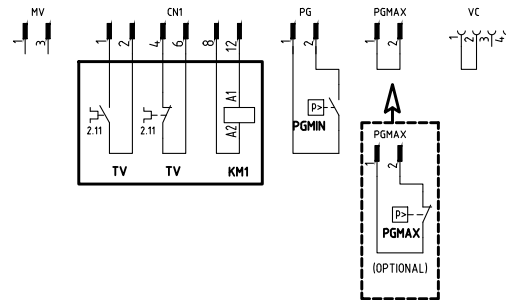 MV CN1 PG PGMAX VC
1 3 1 2 4 6 8 12 1 2 1 2 1 2 3 4
A1
P>
2.11 2.11
A2
PGMIN
PGMAX
1 2
TV TV KM1
P>
PGMAX
(OPTIONAL)